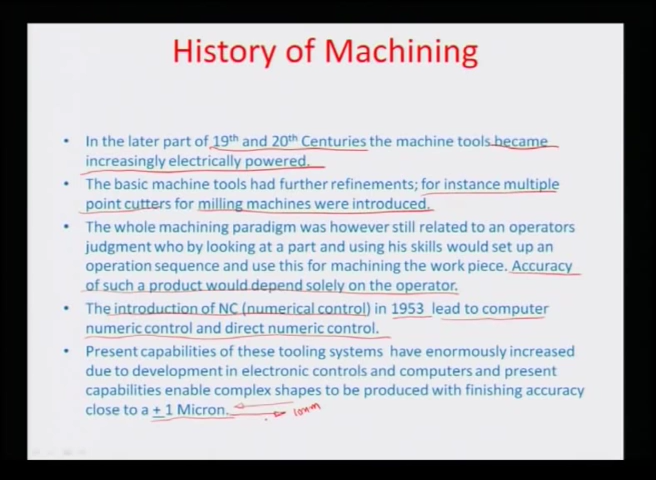 History of Machining
• In the later part of 19th and 20th Centuries the machine tools became
increasingly electrically powered.
• The basic machine tools had further refinements; for instance multiple
point cutters for milling machines were introduced.
• The whole machining paradigm was however still related to an operators
judgment who by looking at a part and using his skills would set up an
operation sequence and use this for machining the work piece. Accuracy
of such a product would depend solely on the operator.
• The introduction of NC (numerical control) in 1953 lead to computer
numeric control and direct numeric control.
• Present capabilities of these tooling systems have enormously increased
due to development in electronic controls and computers and present
capabilities enable complex shapes to be produced with finishing accuracy
close to a + 1 Micron. 10nm